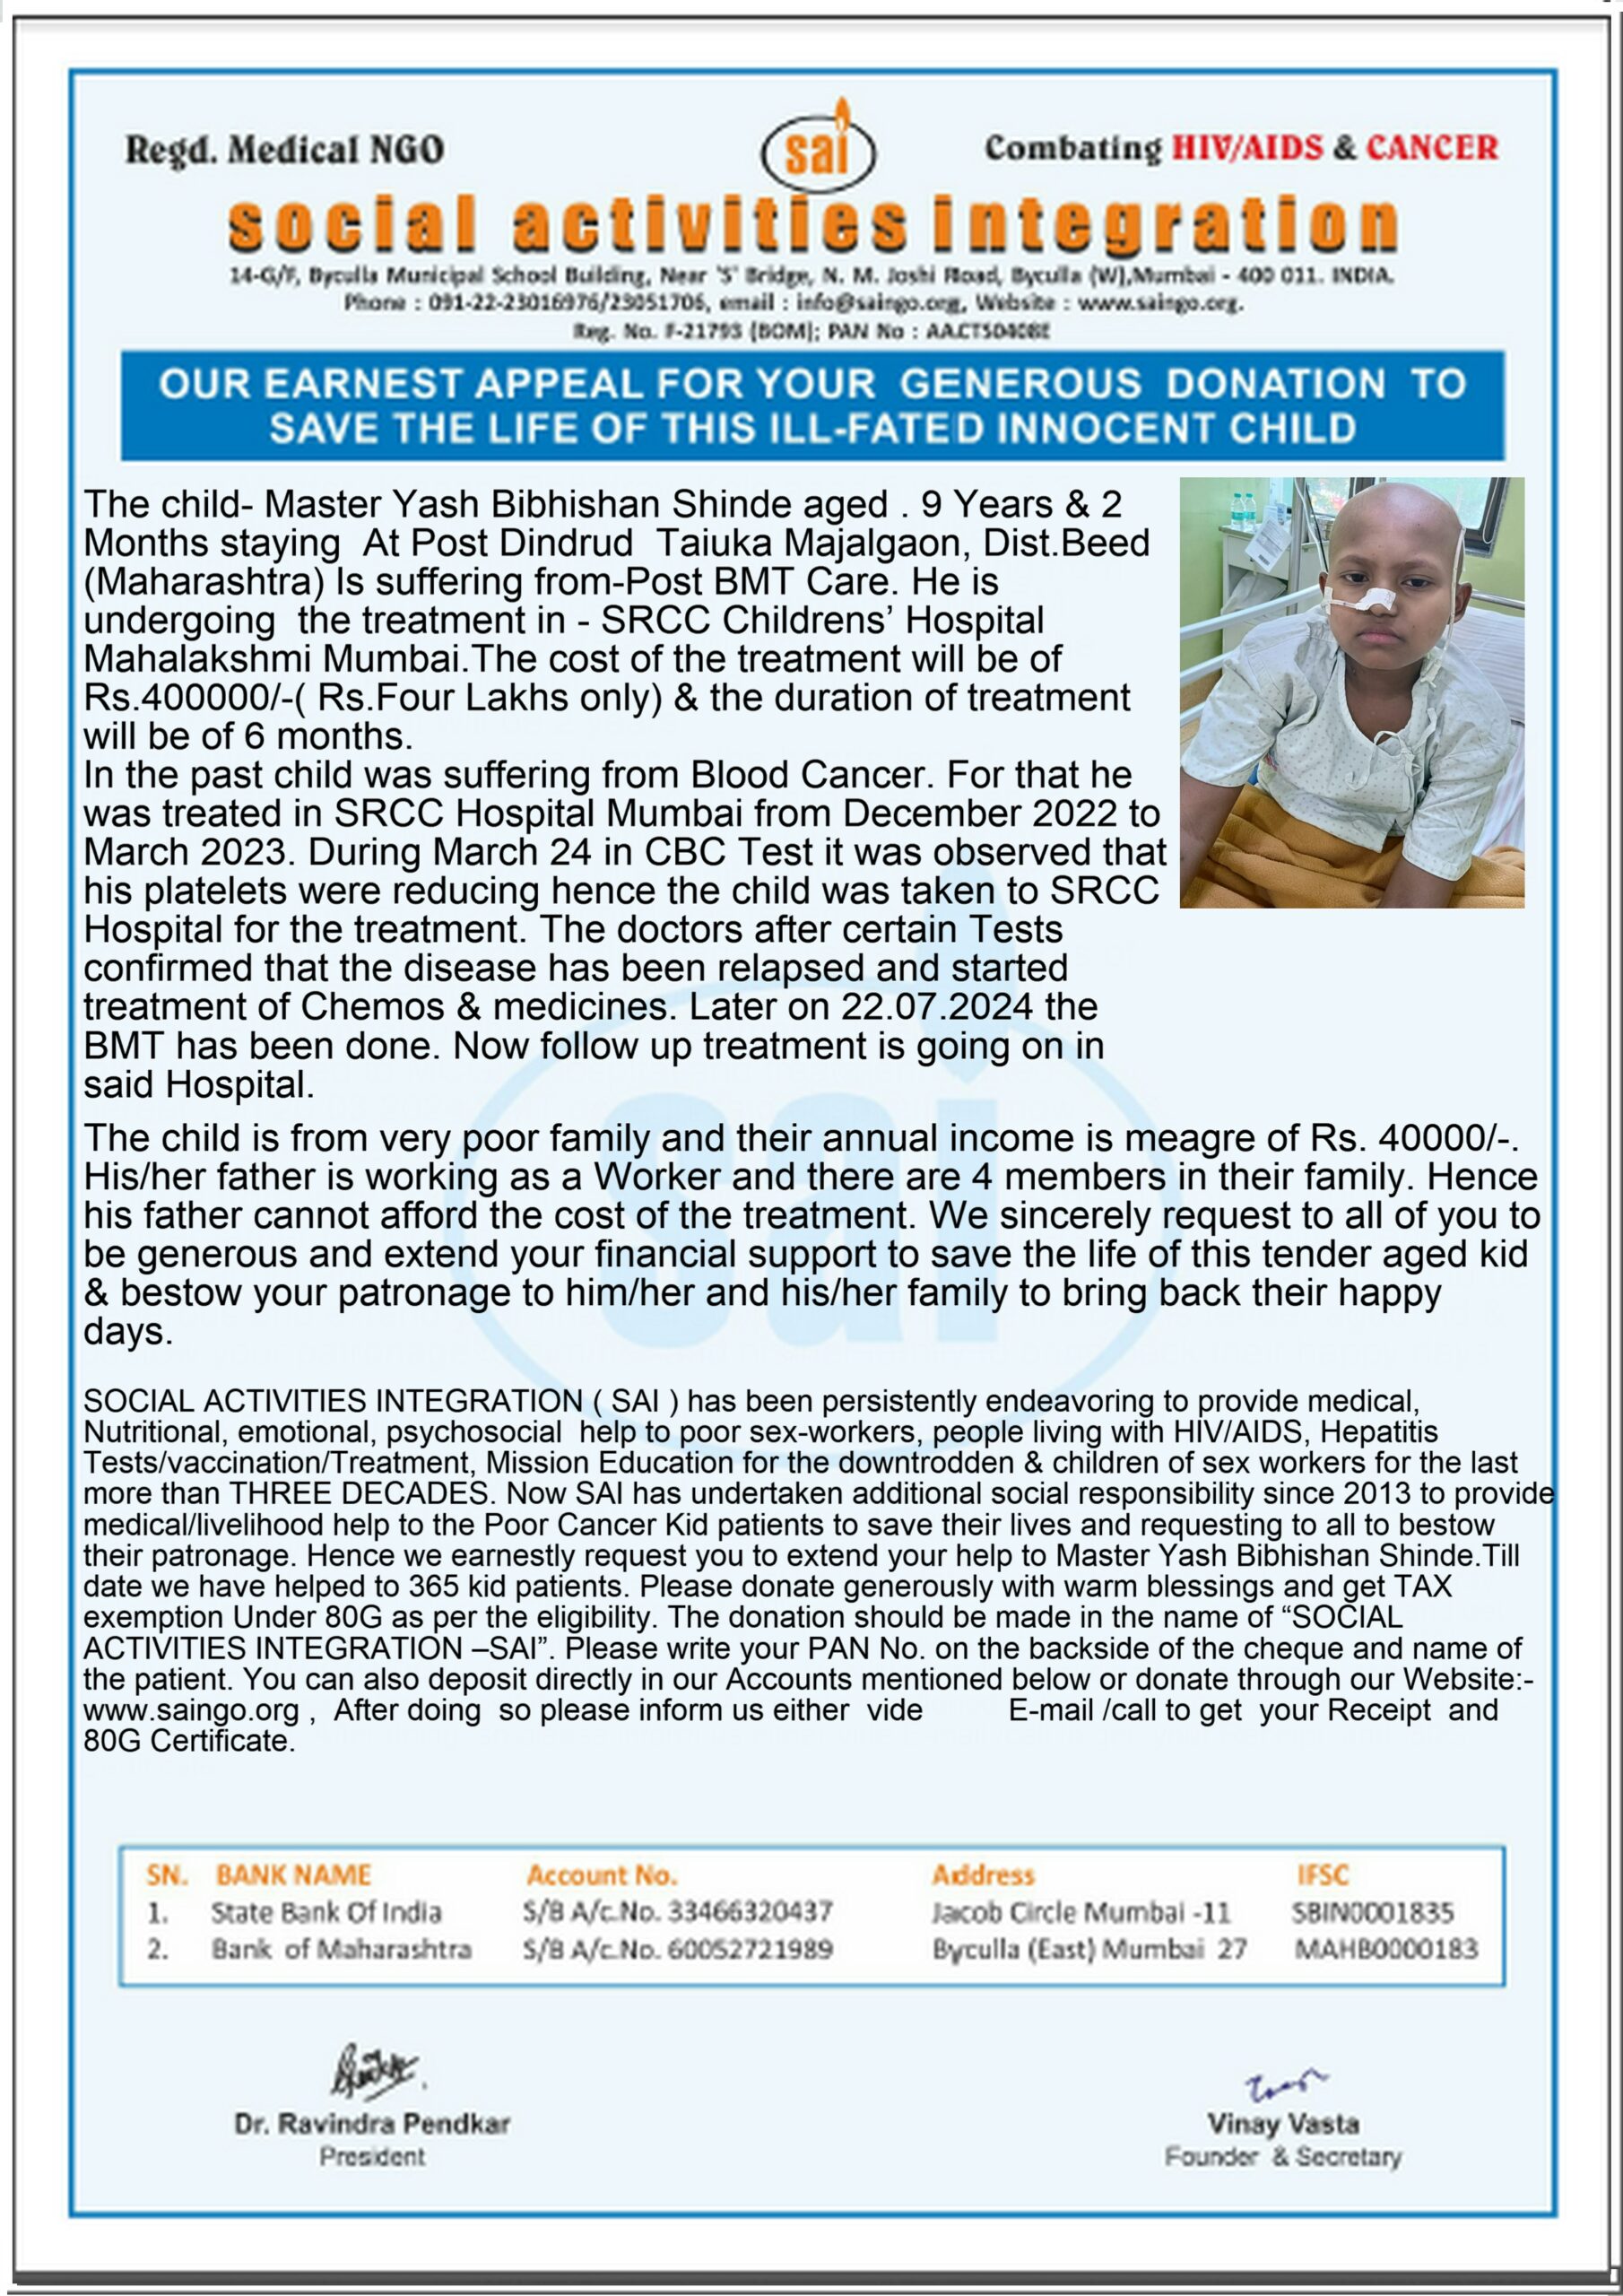 Regd. Medical NGO
sai
Combating HIV/AIDS & CANCER
social activities integration
14-G/F, Byculla Municipal School Building, Near 'S' Bridge, N. M. Joshi Road, Byculla (W),Mumbai - 400 011. INDIA.
Phone : 091-22-23016976/23051706, email : info@saingo.org, Website : www.saingo.org.
Reg. No. F-21793 (BOM); PAN No : AACTS0408E
OUR EARNEST APPEAL FOR YOUR GENEROUS DONATION TO
SAVE THE LIFE OF THIS ILL-FATED INNOCENT CHILD
The child- Master Yash Bibhishan Shinde aged . 9 Years & 2
Months staying At Post Dindrud Taiuka Majalgaon, Dist.Beed
(Maharashtra) Is suffering from-Post BMT Care. He is
undergoing the treatment in - SRCC Childrens’ Hospital
Mahalakshmi Mumbai.The cost of the treatment will be of
Rs.400000/-( Rs.Four Lakhs only) & the duration of treatment
will be of 6 months.
In the past child was suffering from Blood Cancer. For that he
was treated in SRCC Hospital Mumbai from December 2022 to
March 2023. During March 24 in CBC Test it was observed that
his platelets were reducing hence the child was taken to SRCC
Hospital for the treatment. The doctors after certain Tests
confirmed that the disease has been relapsed and started
treatment of Chemos & medicines. Later on 22.07.2024 the
BMT has been done. Now follow up treatment is going on in
said Hospital.
The child is from very poor family and their annual income is meagre of Rs. 40000/-.
His/her father is working as a Worker and there are 4 members in their family. Hence
his father cannot afford the cost of the treatment. We sincerely request to all of you to
be generous and extend your financial support to save the life of this tender aged kid
& bestow your patronage to him/her and his/her family to bring back their happy
days.
SOCIAL ACTIVITIES INTEGRATION ( SAI ) has been persistently endeavoring to provide medical,
Nutritional, emotional, psychosocial help to poor sex-workers, people living with HIV/AIDS, Hepatitis
Tests/vaccination/Treatment, Mission Education for the downtrodden & children of sex workers for the last
more than THREE DECADES. Now SAI has undertaken additional social responsibility since 2013 to provide
medical/livelihood help to the Poor Cancer Kid patients to save their lives and requesting to all to bestow
their patronage. Hence we earnestly request you to extend your help to Master Yash Bibhishan Shinde.Till
date we have helped to 365 kid patients. Please donate generously with warm blessings and get TAX
exemption Under 80G as per the eligibility. The donation should be made in the name of “SOCIAL
ACTIVITIES INTEGRATION –SAI”. Please write your PAN No. on the backside of the cheque and name of
the patient. You can also deposit directly in our Accounts mentioned below or donate through our Website:-
www.saingo.org , After doing so please inform us either vide E-mail /call to get your Receipt and
80G Certificate.
SN. BANK NAME Account No. Address IFSC
1. State Bank Of India S/B A/c.No. 33466320437 Jacob Circle Mumbai -11 SBIN0001835
2. Bank of Maharashtra S/B A/c.No. 60052721989 Byculla (East) Mumbai 27 MAHB0000183
Dr. Ravindra Pendkar
President
Vinay Vasta
Founder & Secretary